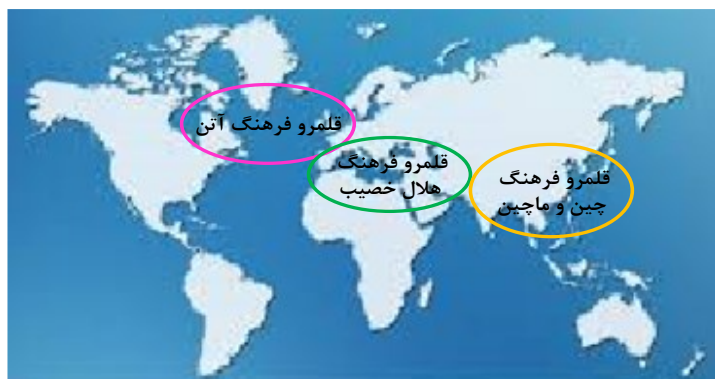 قلمرو فرهنگ آتن
قلمرو فرهنگ
هلال خصیب
قلمرو فرهنگ
چین و ماچین